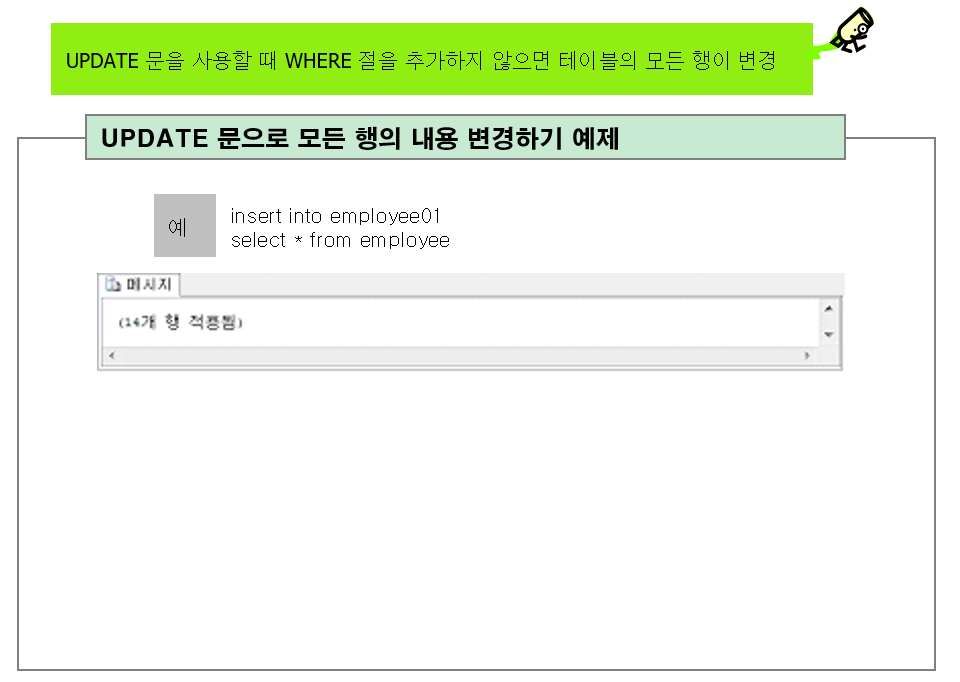 UPDATE 문을 사용할 때 WHERE 절을 추가하지 않으면 테이블의 모든 행이 변경
UPDATE 문으로 모든 행의 내용 변경하기 예제
예
insert into employee01
select * from employee
메시지
(14개 행 적용됨)